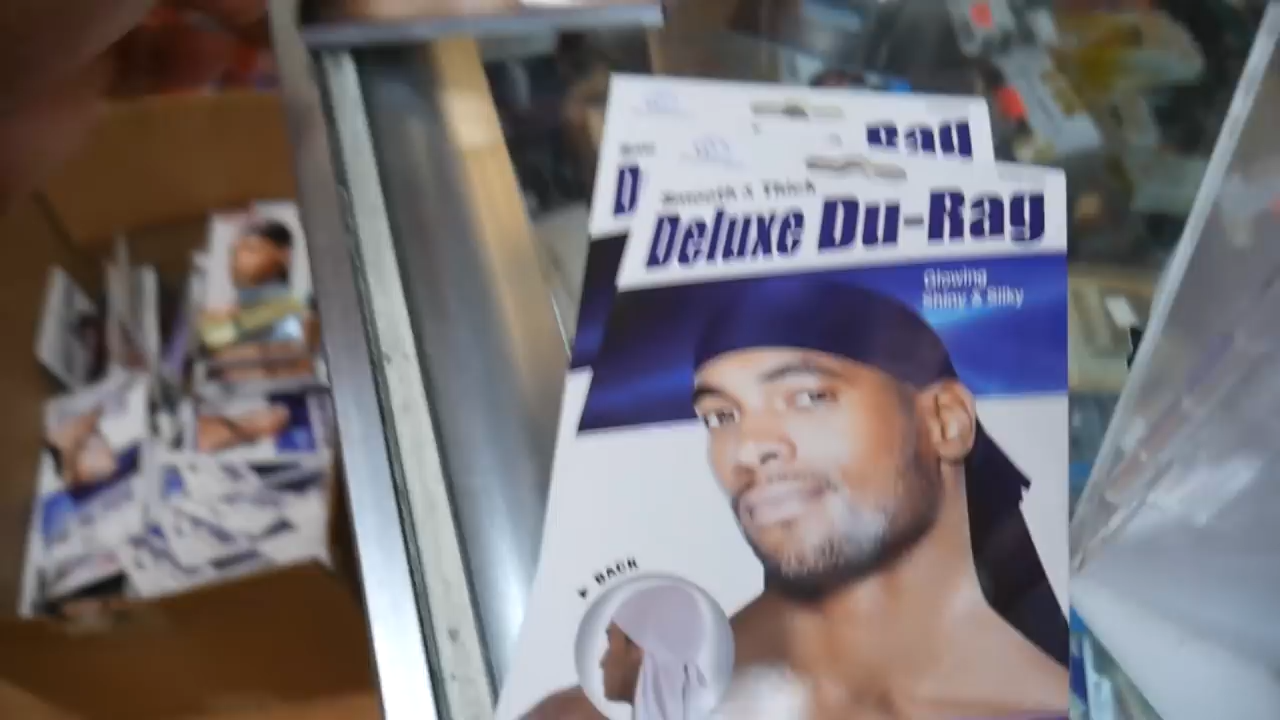 Rag
D
Smooth & Thick
Deluxe Du-Rag
Glowing
Shiny & Silky
BACK